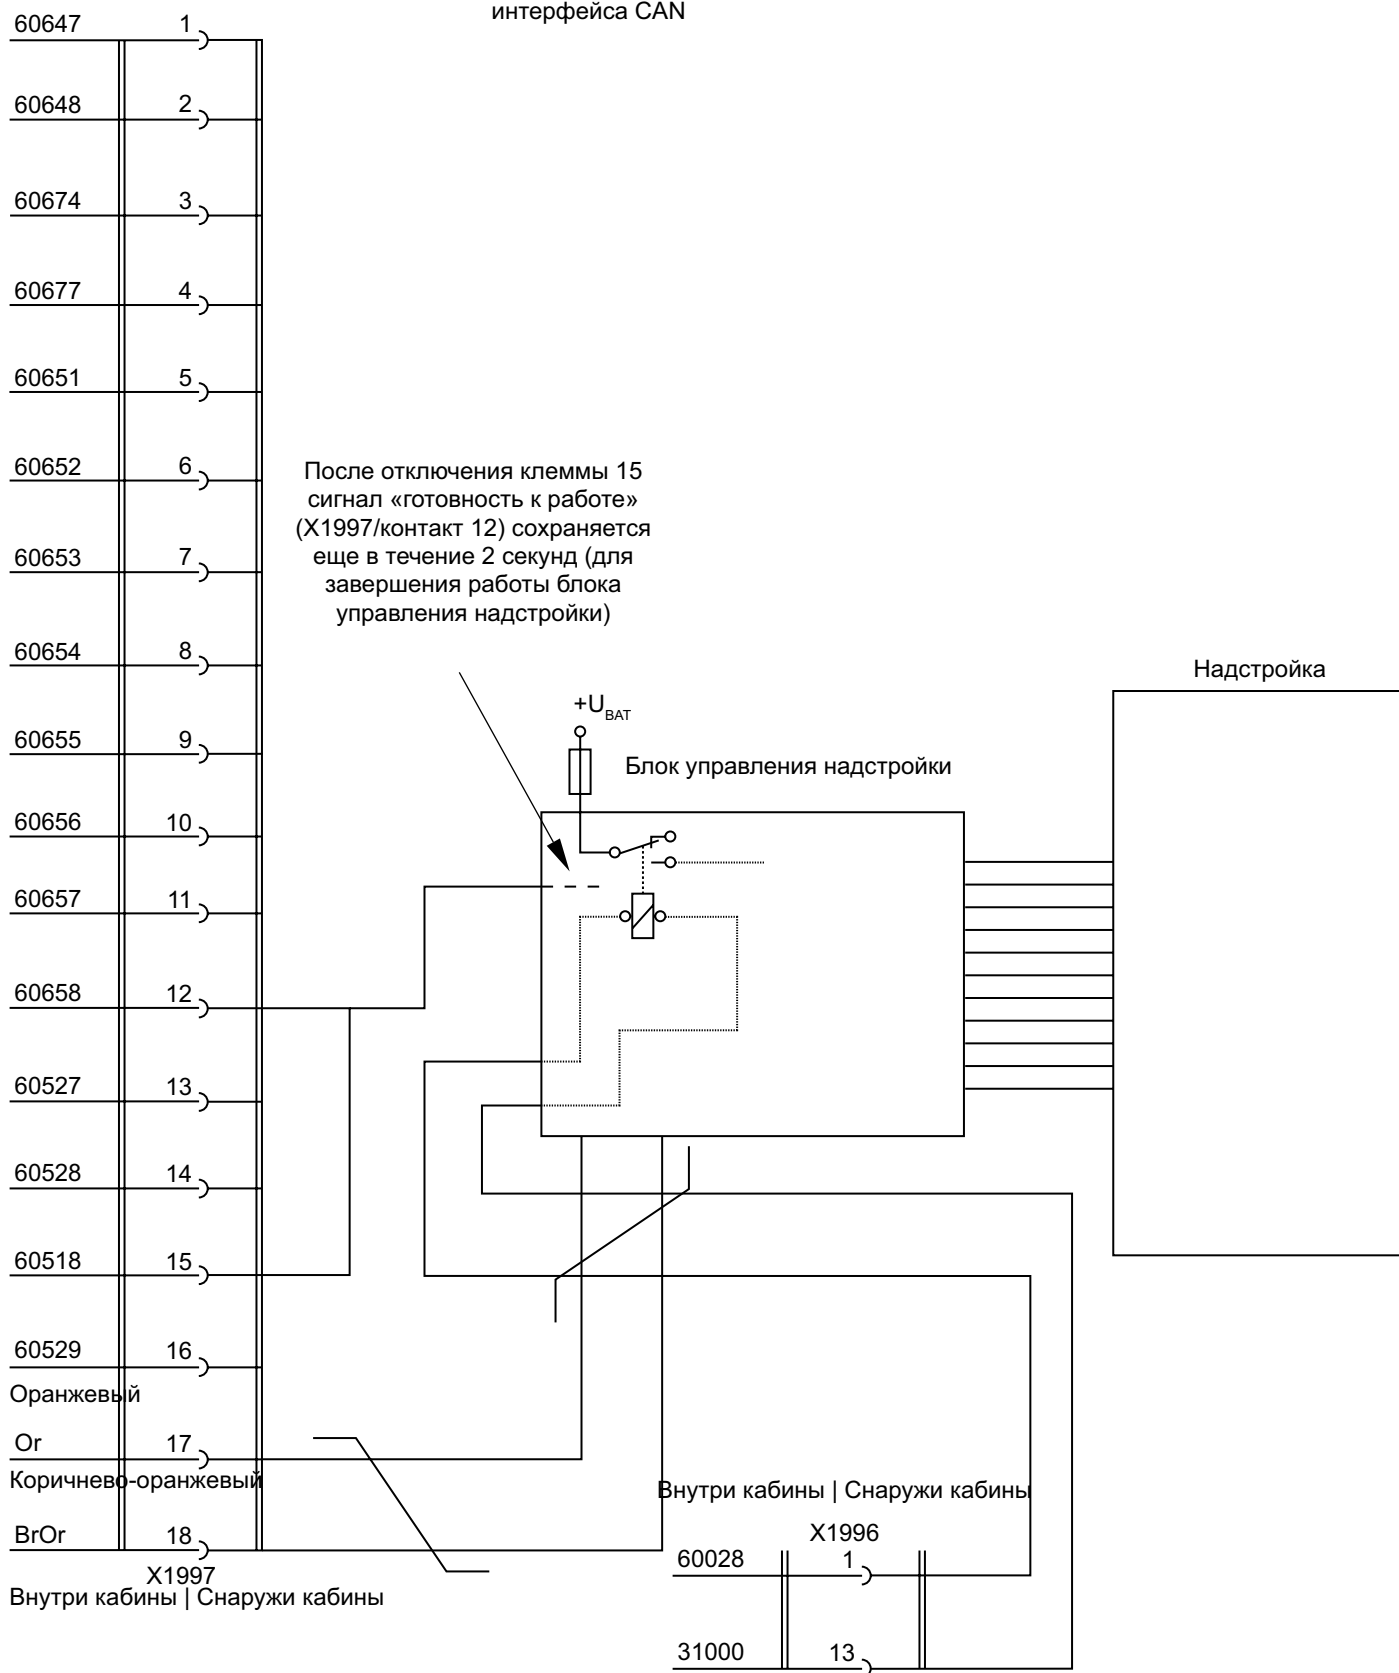 интерфейса CAN
60647 1
60648 2
60674 3
60677 4
60651 5
60652 6
60653 7
60654 8
60655 9
60656 10
60657 11
60658 12
60527 13
60528 14
60518 15
60529 16
Оранжевый
Or 17
Коричнево-оранжевый
BrOr 18
X1997
Внутри кабины | Снаружи кабины
После отключения клеммы 15
сигнал «готовность к работе»
(X1997/контакт 12) сохраняется
еще в течение 2 секунд (для
завершения работы блока
управления надстройки)
+U BAT
Блок управления надстройки
Надстройка
Внутри кабины | Снаружи кабины
X1996
60028 1
31000 13